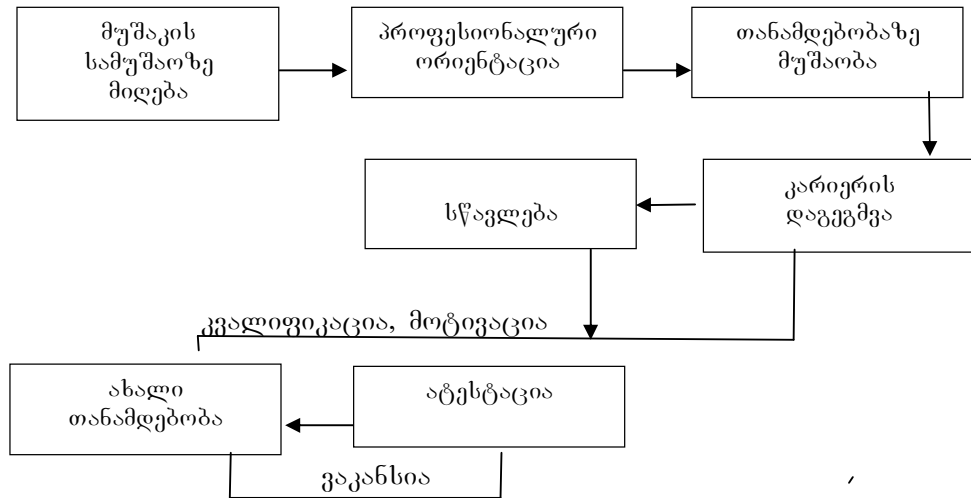 მუშაკის
სამუშაოზე
მიღება
პროფესიონალური
ორიენტაცია
თანამდებობაზე
მუშაობა
სწავლება
კარიერის
დაგეგმვა
კვალიფიკაცია, მოტივაცია
ახალი
თანამდებობა
ატესტაცია
ვაკანსია